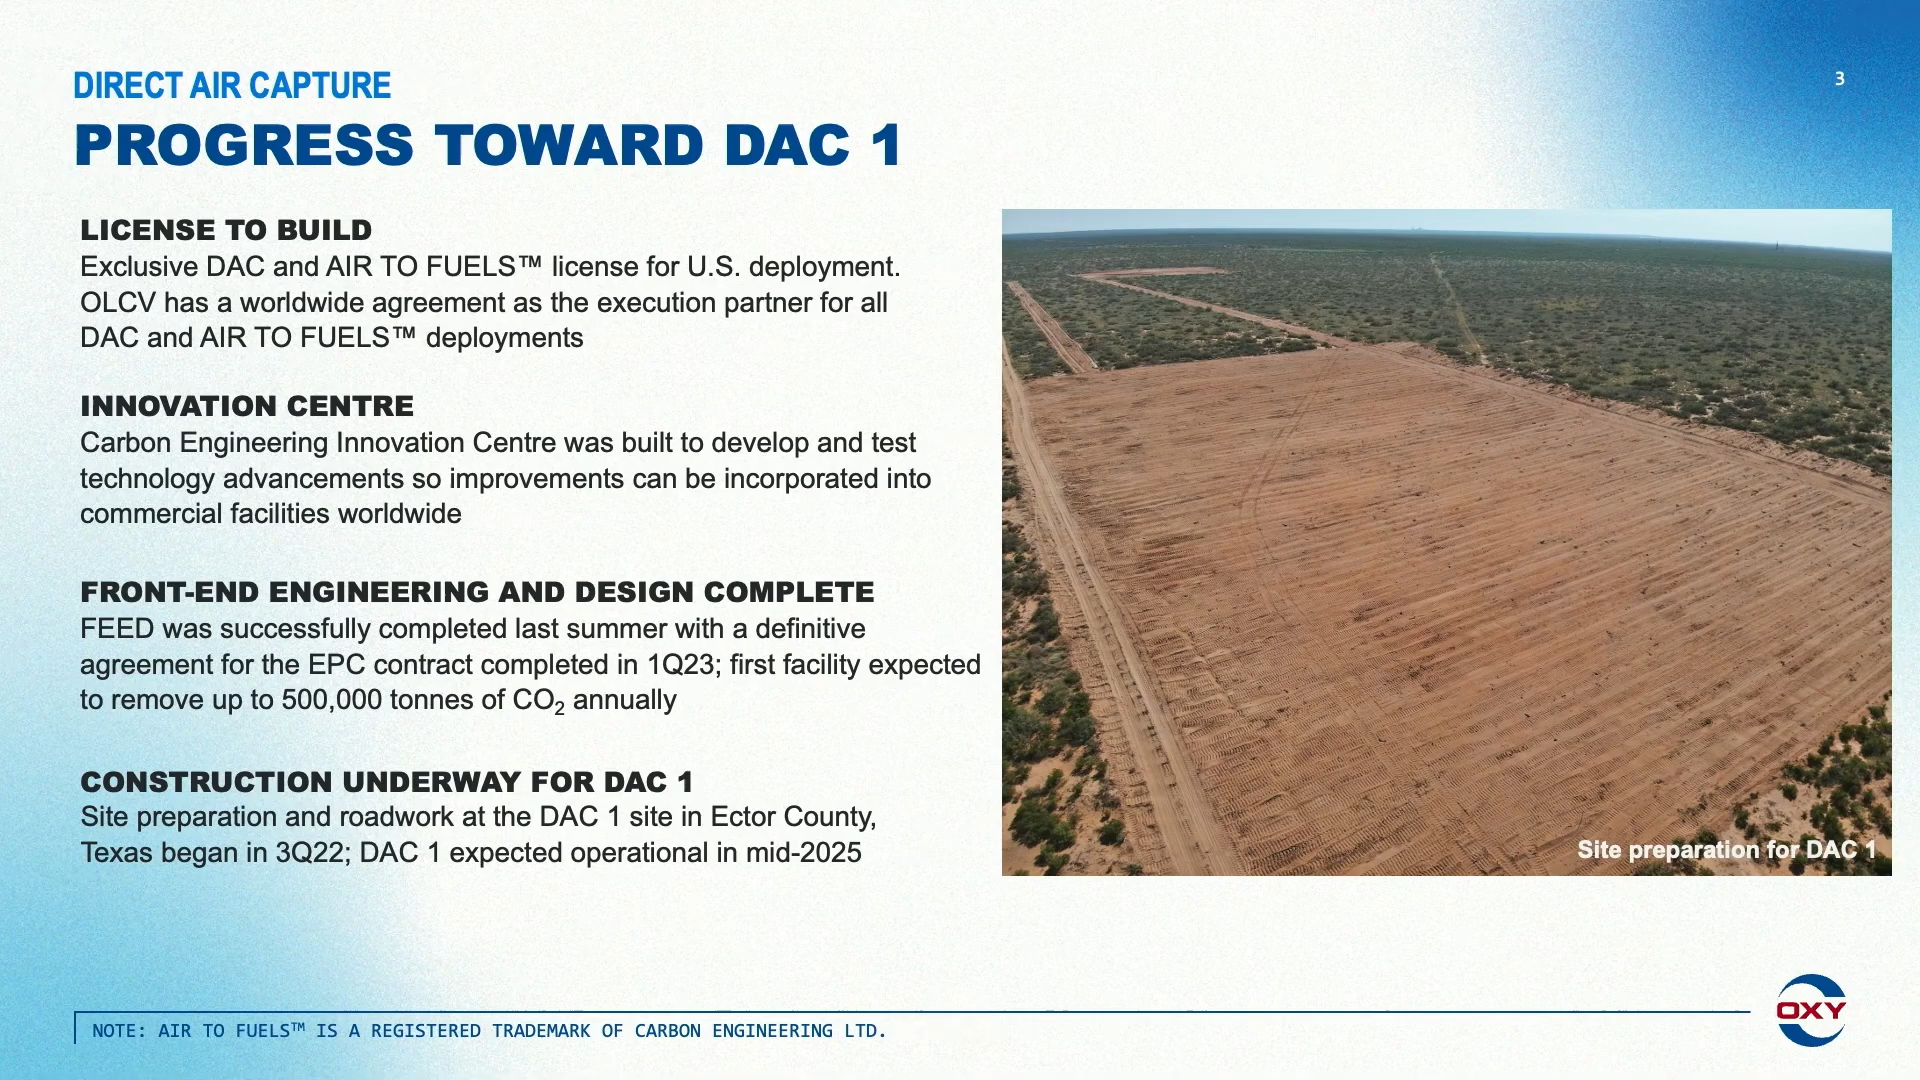 DIRECT AIR CAPTURE
3
PROGRESS TOWARD DAC 1
LICENSE TO BUILD
Exclusive DAC and AIR TO FUELS™ license for U.S. deployment.
OLCV has a worldwide agreement as the execution partner for all
DAC and AIR TO FUELS™ deployments
INNOVATION CENTRE
Carbon Engineering Innovation Centre was built to develop and test
technology advancements so improvements can be incorporated into
commercial facilities worldwide
FRONT-END ENGINEERING AND DESIGN COMPLETE
FEED was successfully completed last summer with a definitive
agreement for the EPC contract completed in 1Q23; first facility expected
to remove up to 500,000 tonnes of CO₂ annually
CONSTRUCTION UNDERWAY FOR DAC 1
Site preparation and roadwork at the DAC 1 site in Ector County,
Texas began in 3Q22; DAC 1 expected operational in mid-2025
Site preparation for DAC 1
NOTE: AIR TO FUELS™ IS A REGISTERED TRADEMARK OF CARBON ENGINEERING LTD.
OXY